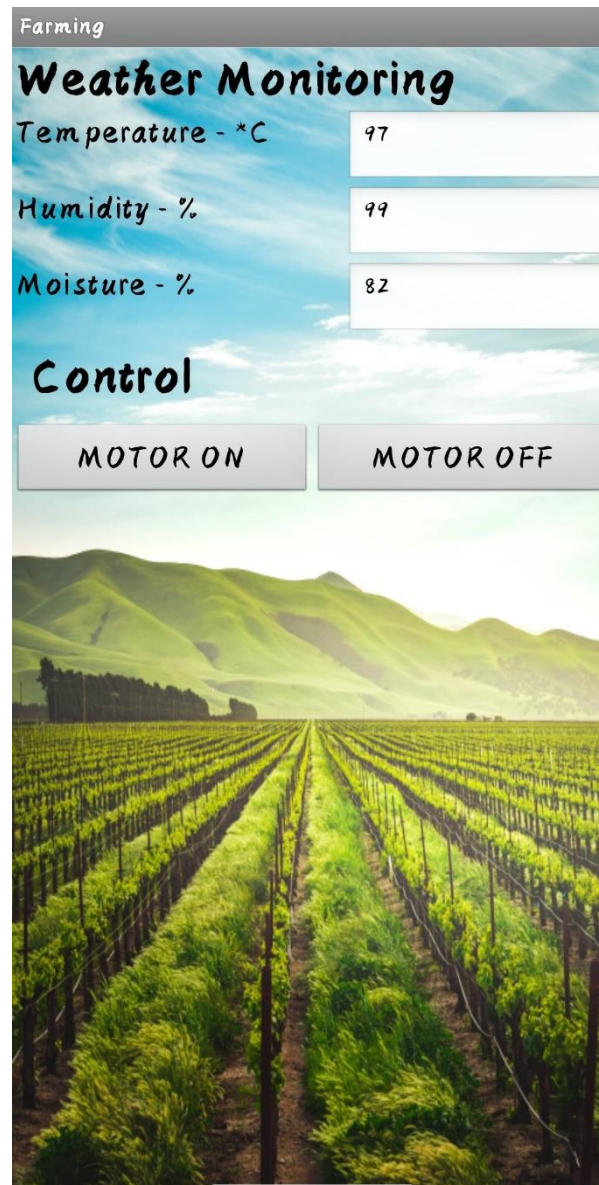 Farming
Weather Monitoring
Temperature - *C 97
Humidity - % 99
Moisture - % 82
Control
MOTOR ON MOTOR OFF